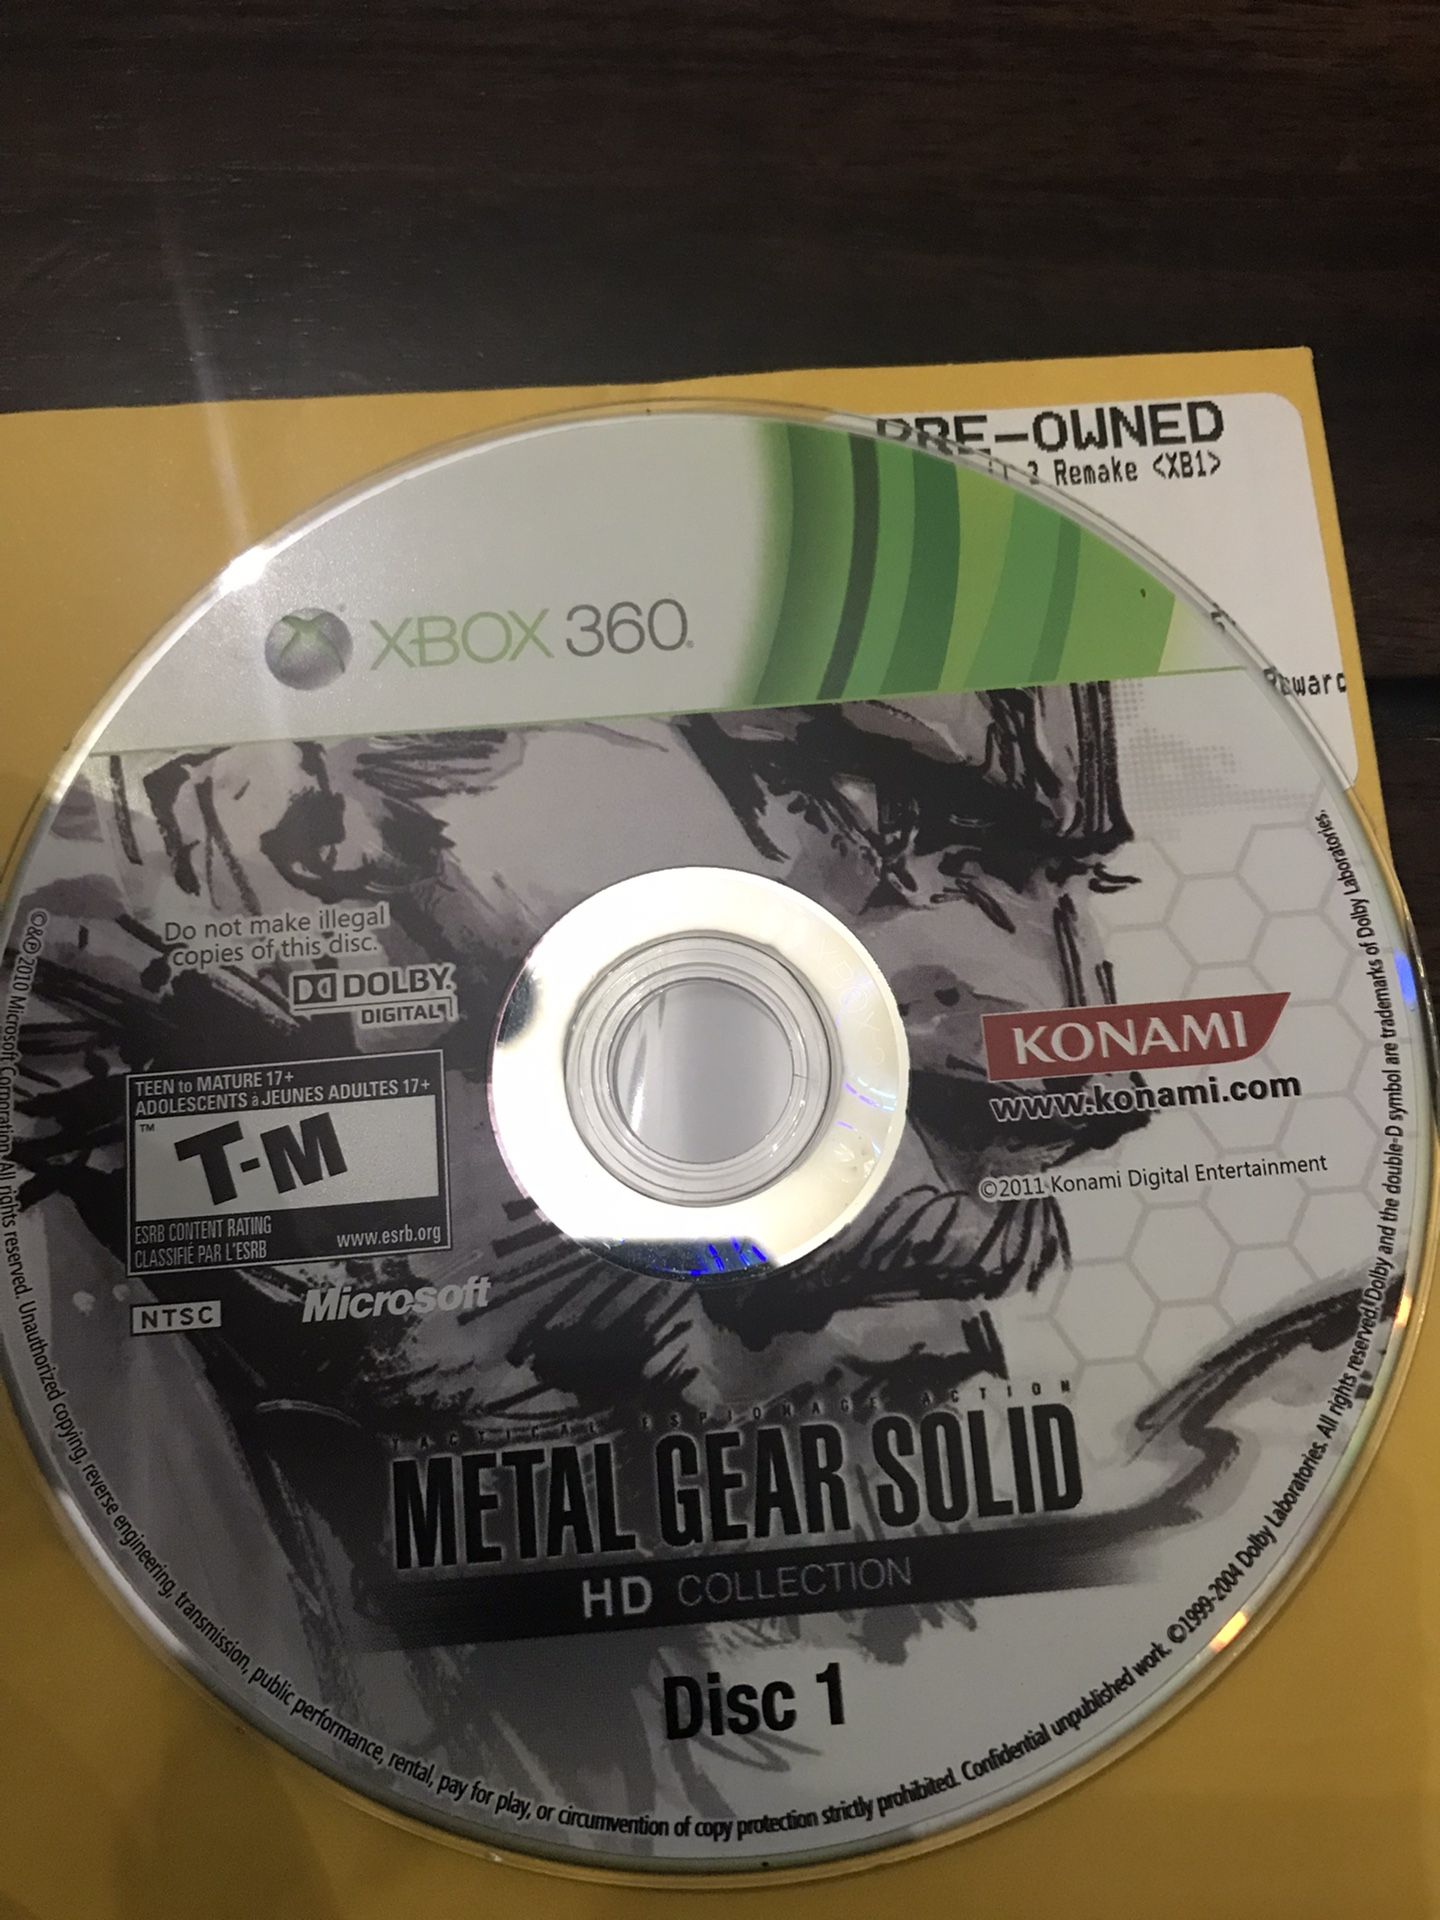 PRE-OWNED
2 Remake <XB1>
Reward
XBOX 360
Do not make illegal
copies of this disc.
DOLBY
DIGITAL
TEEN to MATURE 17+
ADOLESCENTS à JEUNES ADULTES 17+
T-M
ESRB CONTENT RATING
www.esrb.org
CLASSIFIÉ PAR L'ESRB
NTSC
Microsoft
KONAMI
www.konami.com
©2011 Konami Digital Entertainment
TACTICAL ESPIONAGE ACTION
METAL GEAR SOLID
HD COLLECTION
Disc 1
©&℗ 2010 Microsoft Corporation. All rights reserved. Unauthorized copying, reverse engineering, transmission, public performance, rental, pay for play, or circumvention of copy protection strictly prohibited. Confidential unpublished work. ©1999-2004 Dolby Laboratories. All rights reserved. Dolby and the double-D symbol are trademarks of Dolby Laboratories.